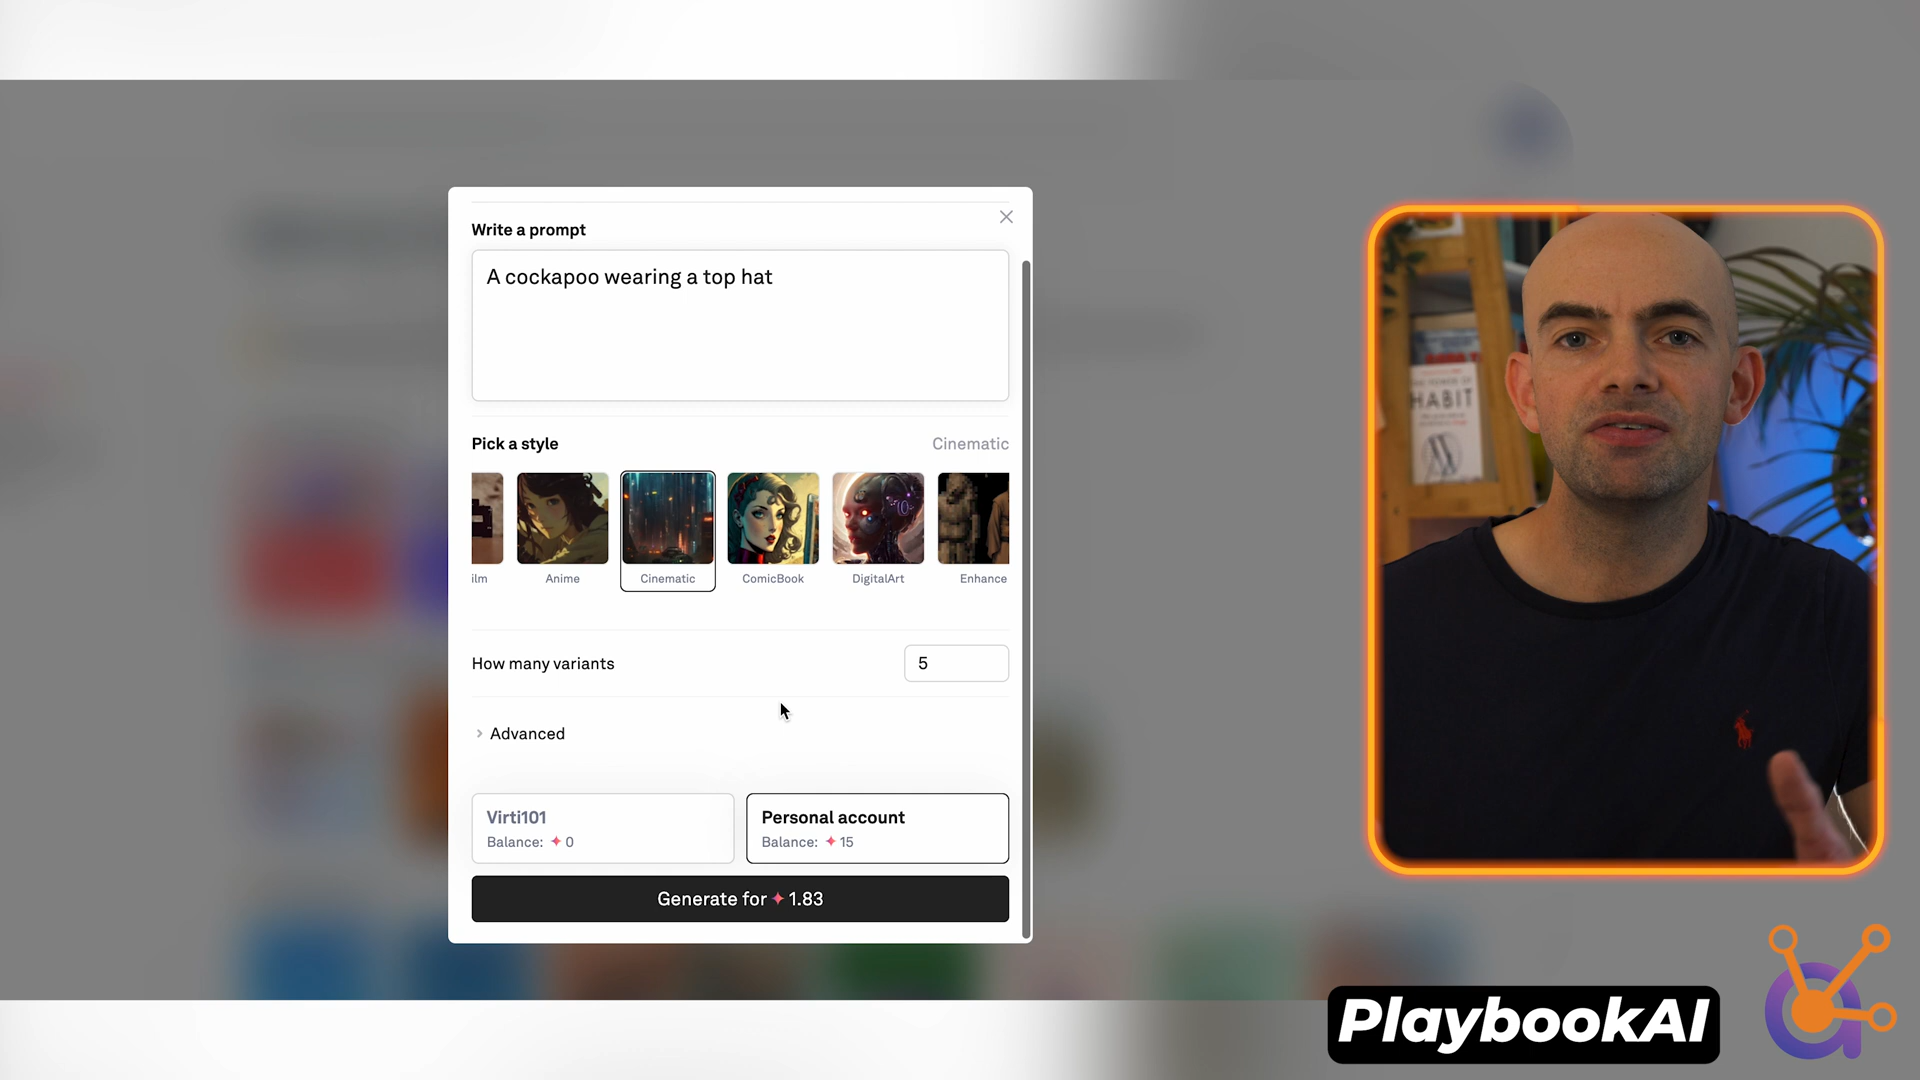 Write a prompt
A cockapoo wearing a top hat
Pick a style
Cinematic
ilm
Anime
Cinematic
ComicBook
DigitalArt
Enhance
How many variants
5
Advanced
Virti101
Balance: 0
Personal account
Balance: 15
Generate for 1.83
HABIT
PlaybookAI